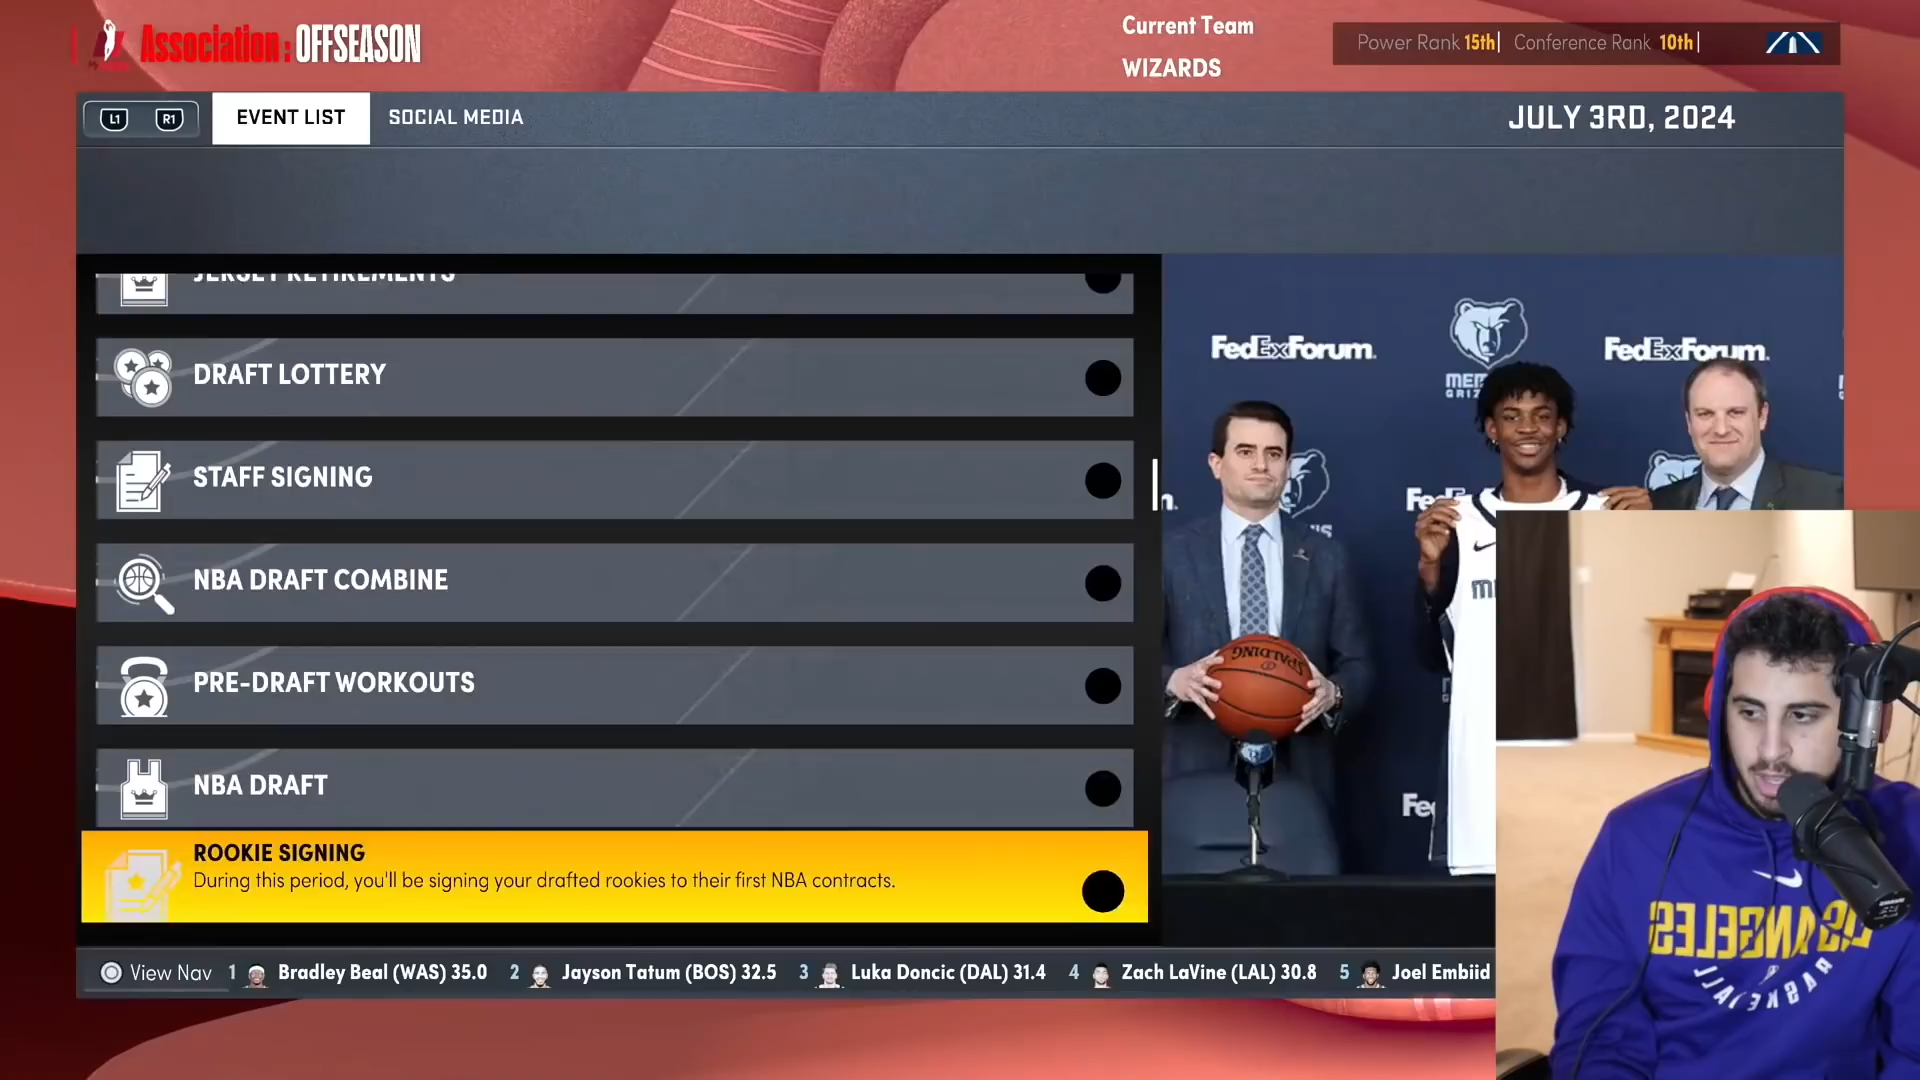 Association: OFFSEASON
Current Team
WIZARDS
Power Rank 15th| Conference Rank 10th|
L1 R1 EVENT LIST SOCIAL MEDIA
JULY 3RD, 2024
JERSEY RETIREMENTS
DRAFT LOTTERY
STAFF SIGNING
NBA DRAFT COMBINE
PRE-DRAFT WORKOUTS
NBA DRAFT
ROOKIE SIGNING
During this period, you'll be signing your drafted rookies to their first NBA contracts.
FedExForum.
FedExForum.
SPALDING
LOS ANGELES
View Nav 1 Bradley Beal (WAS) 35.0 2 Jayson Tatum (BOS) 32.5 3 Luka Doncic (DAL) 31.4 4 Zach LaVine (LAL) 30.8 5 Joel Embiid